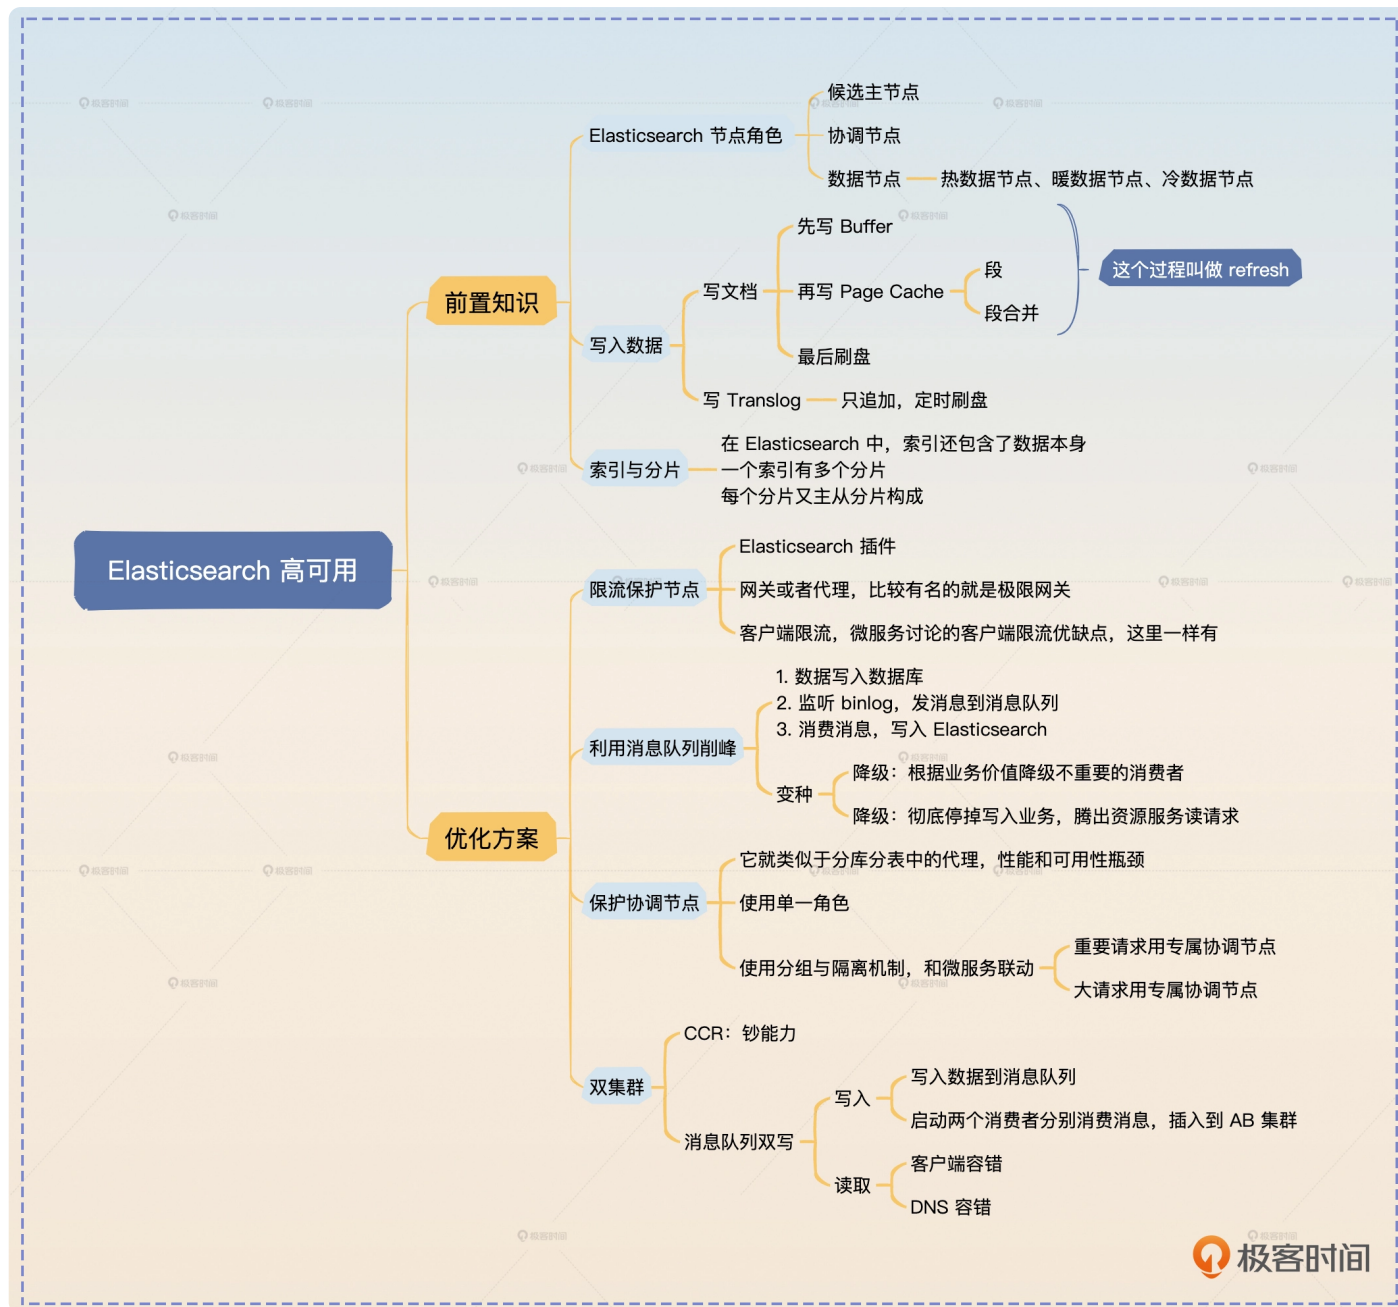 Elasticsearch 高可用
前置知识
Elasticsearch 节点角色
候选主节点
协调节点
数据节点
热数据节点、暖数据节点、冷数据节点
写入数据
写文档
先写 Buffer
再写 Page Cache
段
段合并
这个过程叫做 refresh
最后刷盘
写 Translog
只追加，定时刷盘
索引与分片
在 Elasticsearch 中，索引还包含了数据本身
一个索引有多个分片
每个分片又主从分片构成
优化方案
限流保护节点
Elasticsearch 插件
网关或者代理，比较有名的就是极限网关
客户端限流，微服务讨论的客户端限流优缺点，这里一样有
利用消息队列削峰
1. 数据写入数据库
2. 监听 binlog，发消息到消息队列
3. 消费消息，写入 Elasticsearch
变种
降级：根据业务价值降级不重要的消费者
降级：彻底停掉写入业务，腾出资源服务读请求
保护协调节点
它就类似于分库分表中的代理，性能和可用性瓶颈
使用单一角色
使用分组与隔离机制，和微服务联动
重要请求用专属协调节点
大请求用专属协调节点
双集群
CCR：钞能力
消息队列双写
写入
写入数据到消息队列
启动两个消费者分别消费消息，插入到 AB 集群
读取
客户端容错
DNS 容错
极客时间